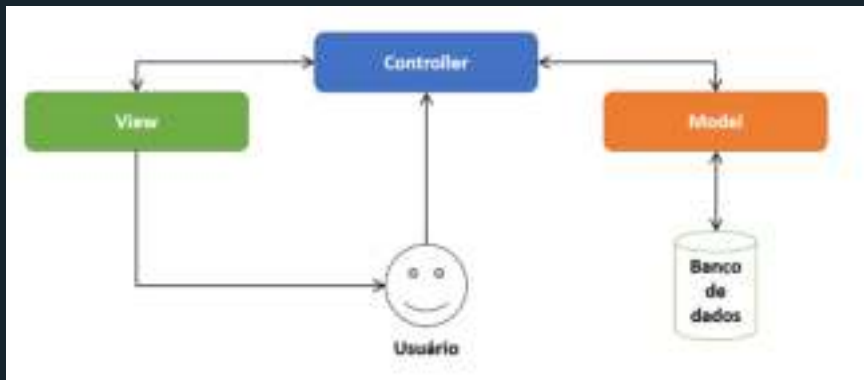 Controller
View
Model
Banco
de
dados
Usuário